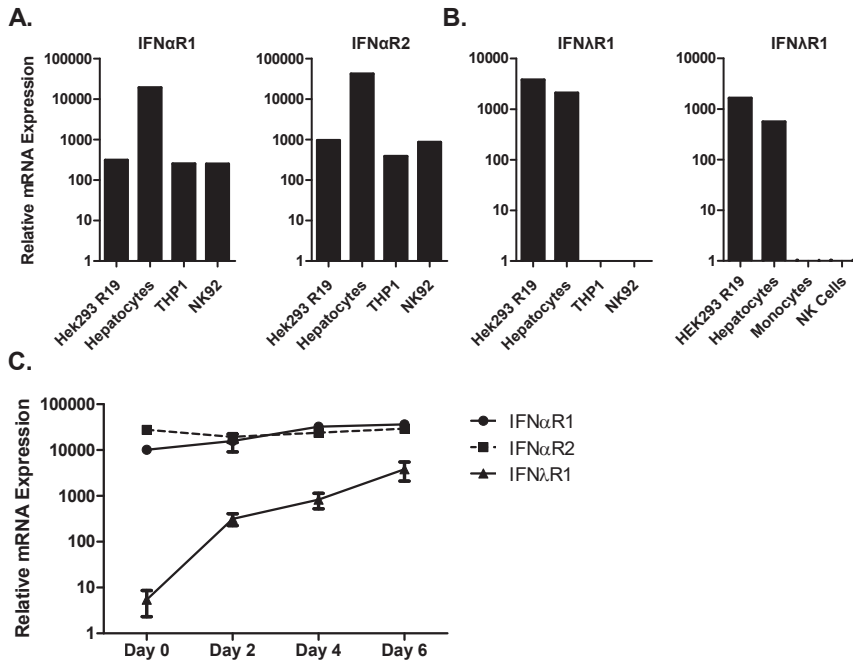 A.
B.
IFNαR1
IFNαR2
IFNλR1
IFNλR1
Relative mRNA Expression
100000
10000
1000
100
10
1
Hek293 R19
Hepatocytes
THP1
NK92
100000
10000
1000
100
10
1
Hek293 R19
Hepatocytes
THP1
NK92
10000
1000
100
10
1
Hek293 R19
Hepatocytes
THP1
NK92
10000
1000
100
10
1
HEK293 R19
Hepatocytes
Monocytes
NK Cells
C.
Relative mRNA Expression
100000
10000
1000
100
10
1
Day 0
Day 2
Day 4
Day 6
IFNαR1
IFNαR2
IFNλR1